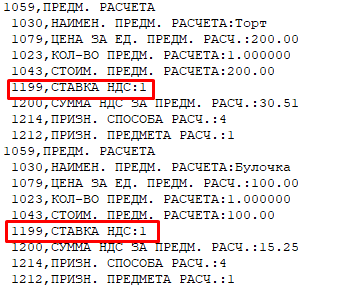 1059,ПРЕДМ. РАСЧЕТА
1030,НАИМЕН. ПРЕДМ. РАСЧЕТА:Торт
1079,ЦЕНА ЗА ЕД. ПРЕДМ. РАСЧ.:200.00
1023,КОЛ-ВО ПРЕДМ. РАСЧЕТА:1.000000
1043,СТОИМ. ПРЕДМ. РАСЧЕТА:200.00
1199,СТАВКА НДС:1
1200,СУММА НДС ЗА ПРЕДМ. РАСЧ.:30.51
1214,ПРИЗН. СПОСОБА РАСЧ.:4
1212,ПРИЗН. ПРЕДМЕТА РАСЧ.:1
1059,ПРЕДМ. РАСЧЕТА
1030,НАИМЕН. ПРЕДМ. РАСЧЕТА:Булочка
1079,ЦЕНА ЗА ЕД. ПРЕДМ. РАСЧ.:100.00
1023,КОЛ-ВО ПРЕДМ. РАСЧЕТА:1.000000
1043,СТОИМ. ПРЕДМ. РАСЧЕТА:100.00
1199,СТАВКА НДС:1
1200,СУММА НДС ЗА ПРЕДМ. РАСЧ.:15.25
1214,ПРИЗН. СПОСОБА РАСЧ.:4
1212,ПРИЗН. ПРЕДМЕТА РАСЧ.:1